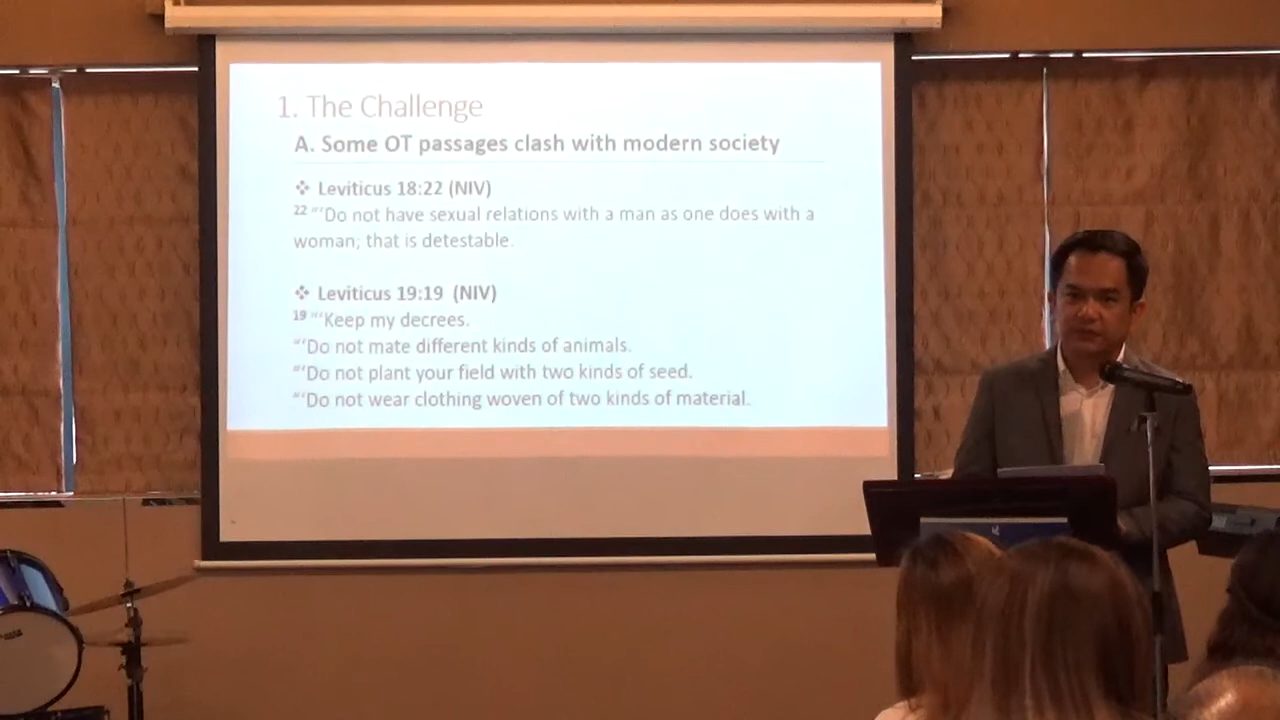 1. The Challenge
A. Some OT passages clash with modern society
❖ Leviticus 18:22 (NIV)
22 "'Do not have sexual relations with a man as one does with a
woman; that is detestable.
❖ Leviticus 19:19 (NIV)
19 "'Keep my decrees.
"'Do not mate different kinds of animals.
"'Do not plant your field with two kinds of seed.
"'Do not wear clothing woven of two kinds of material.